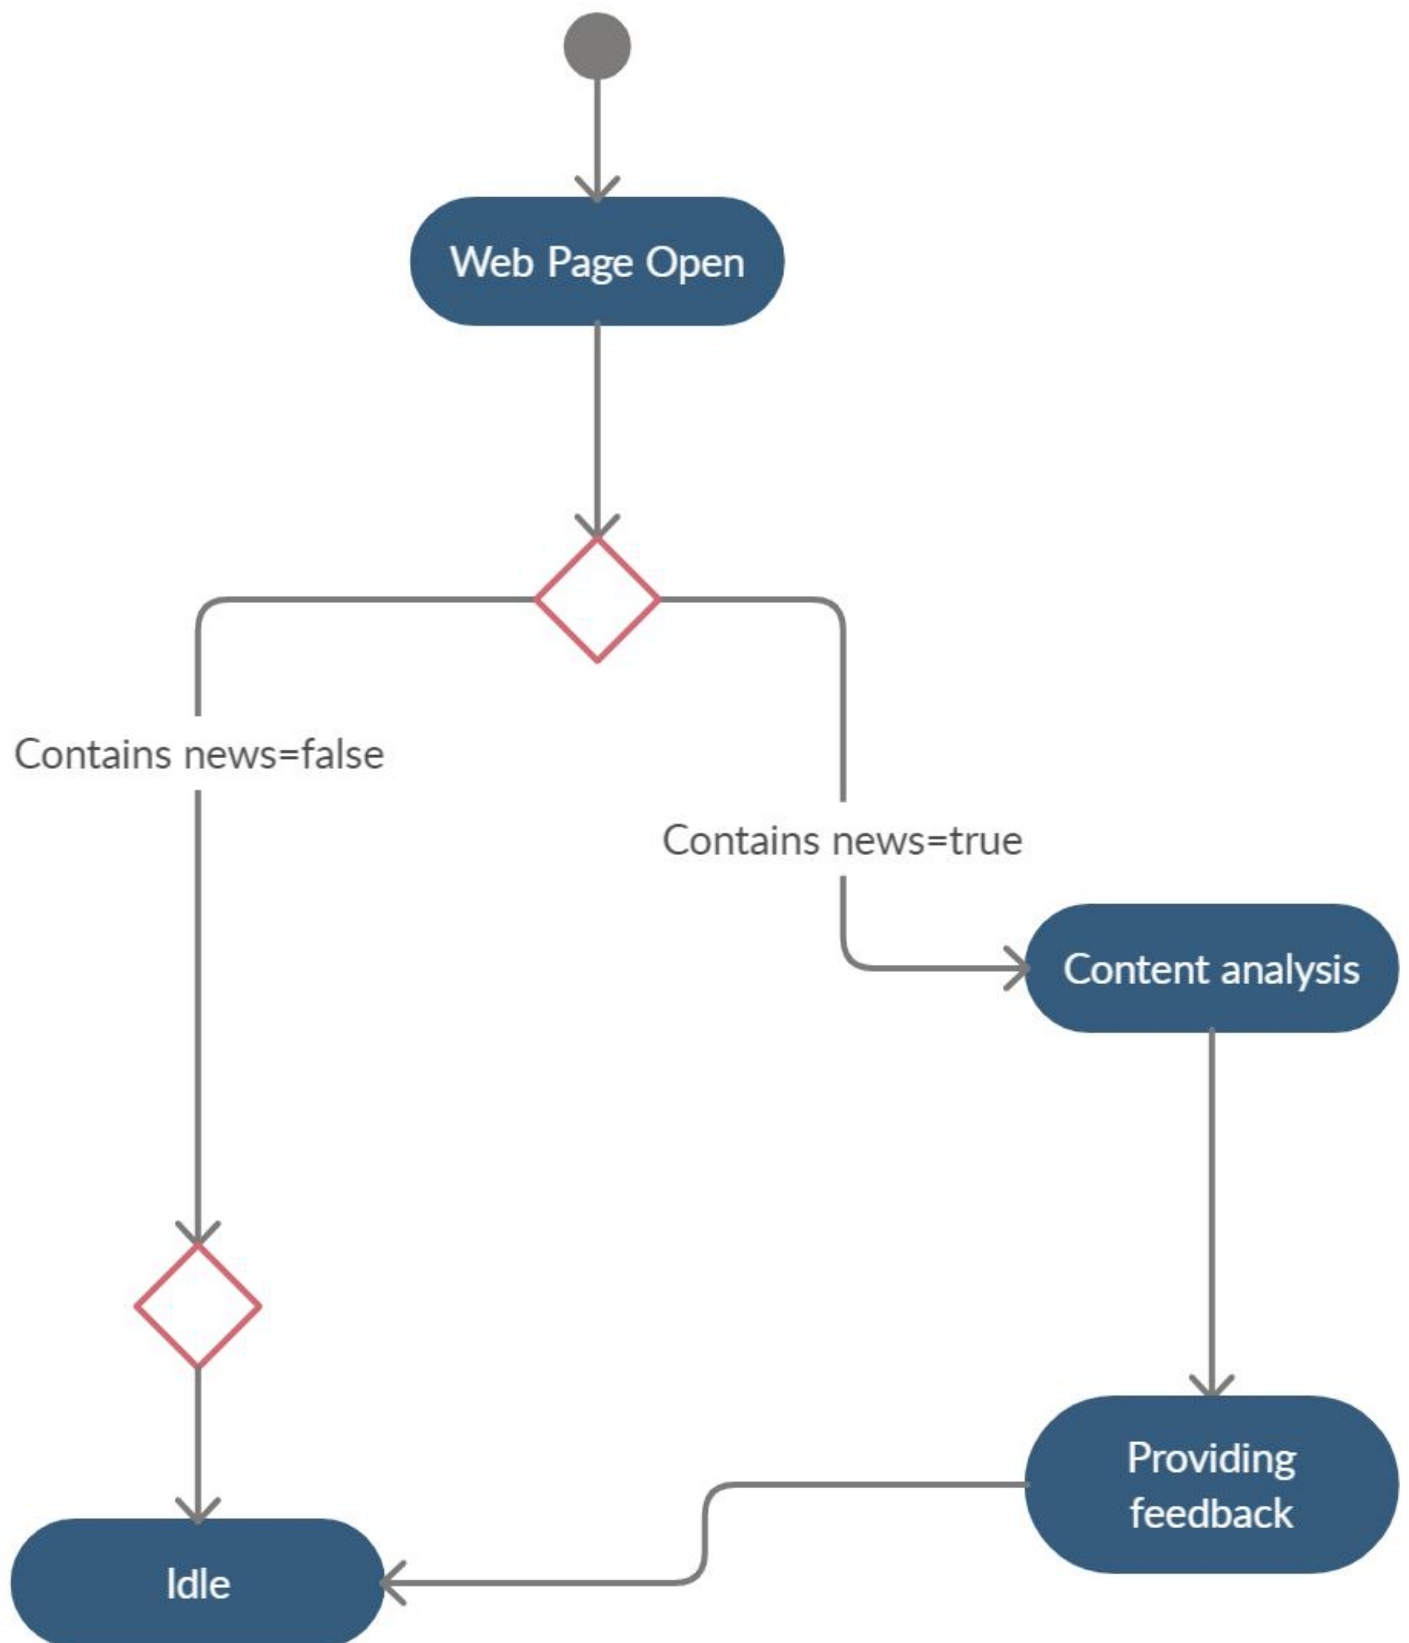 Web Page Open
Contains news=false
Contains news=true
Content analysis
Providing
feedback
Idle